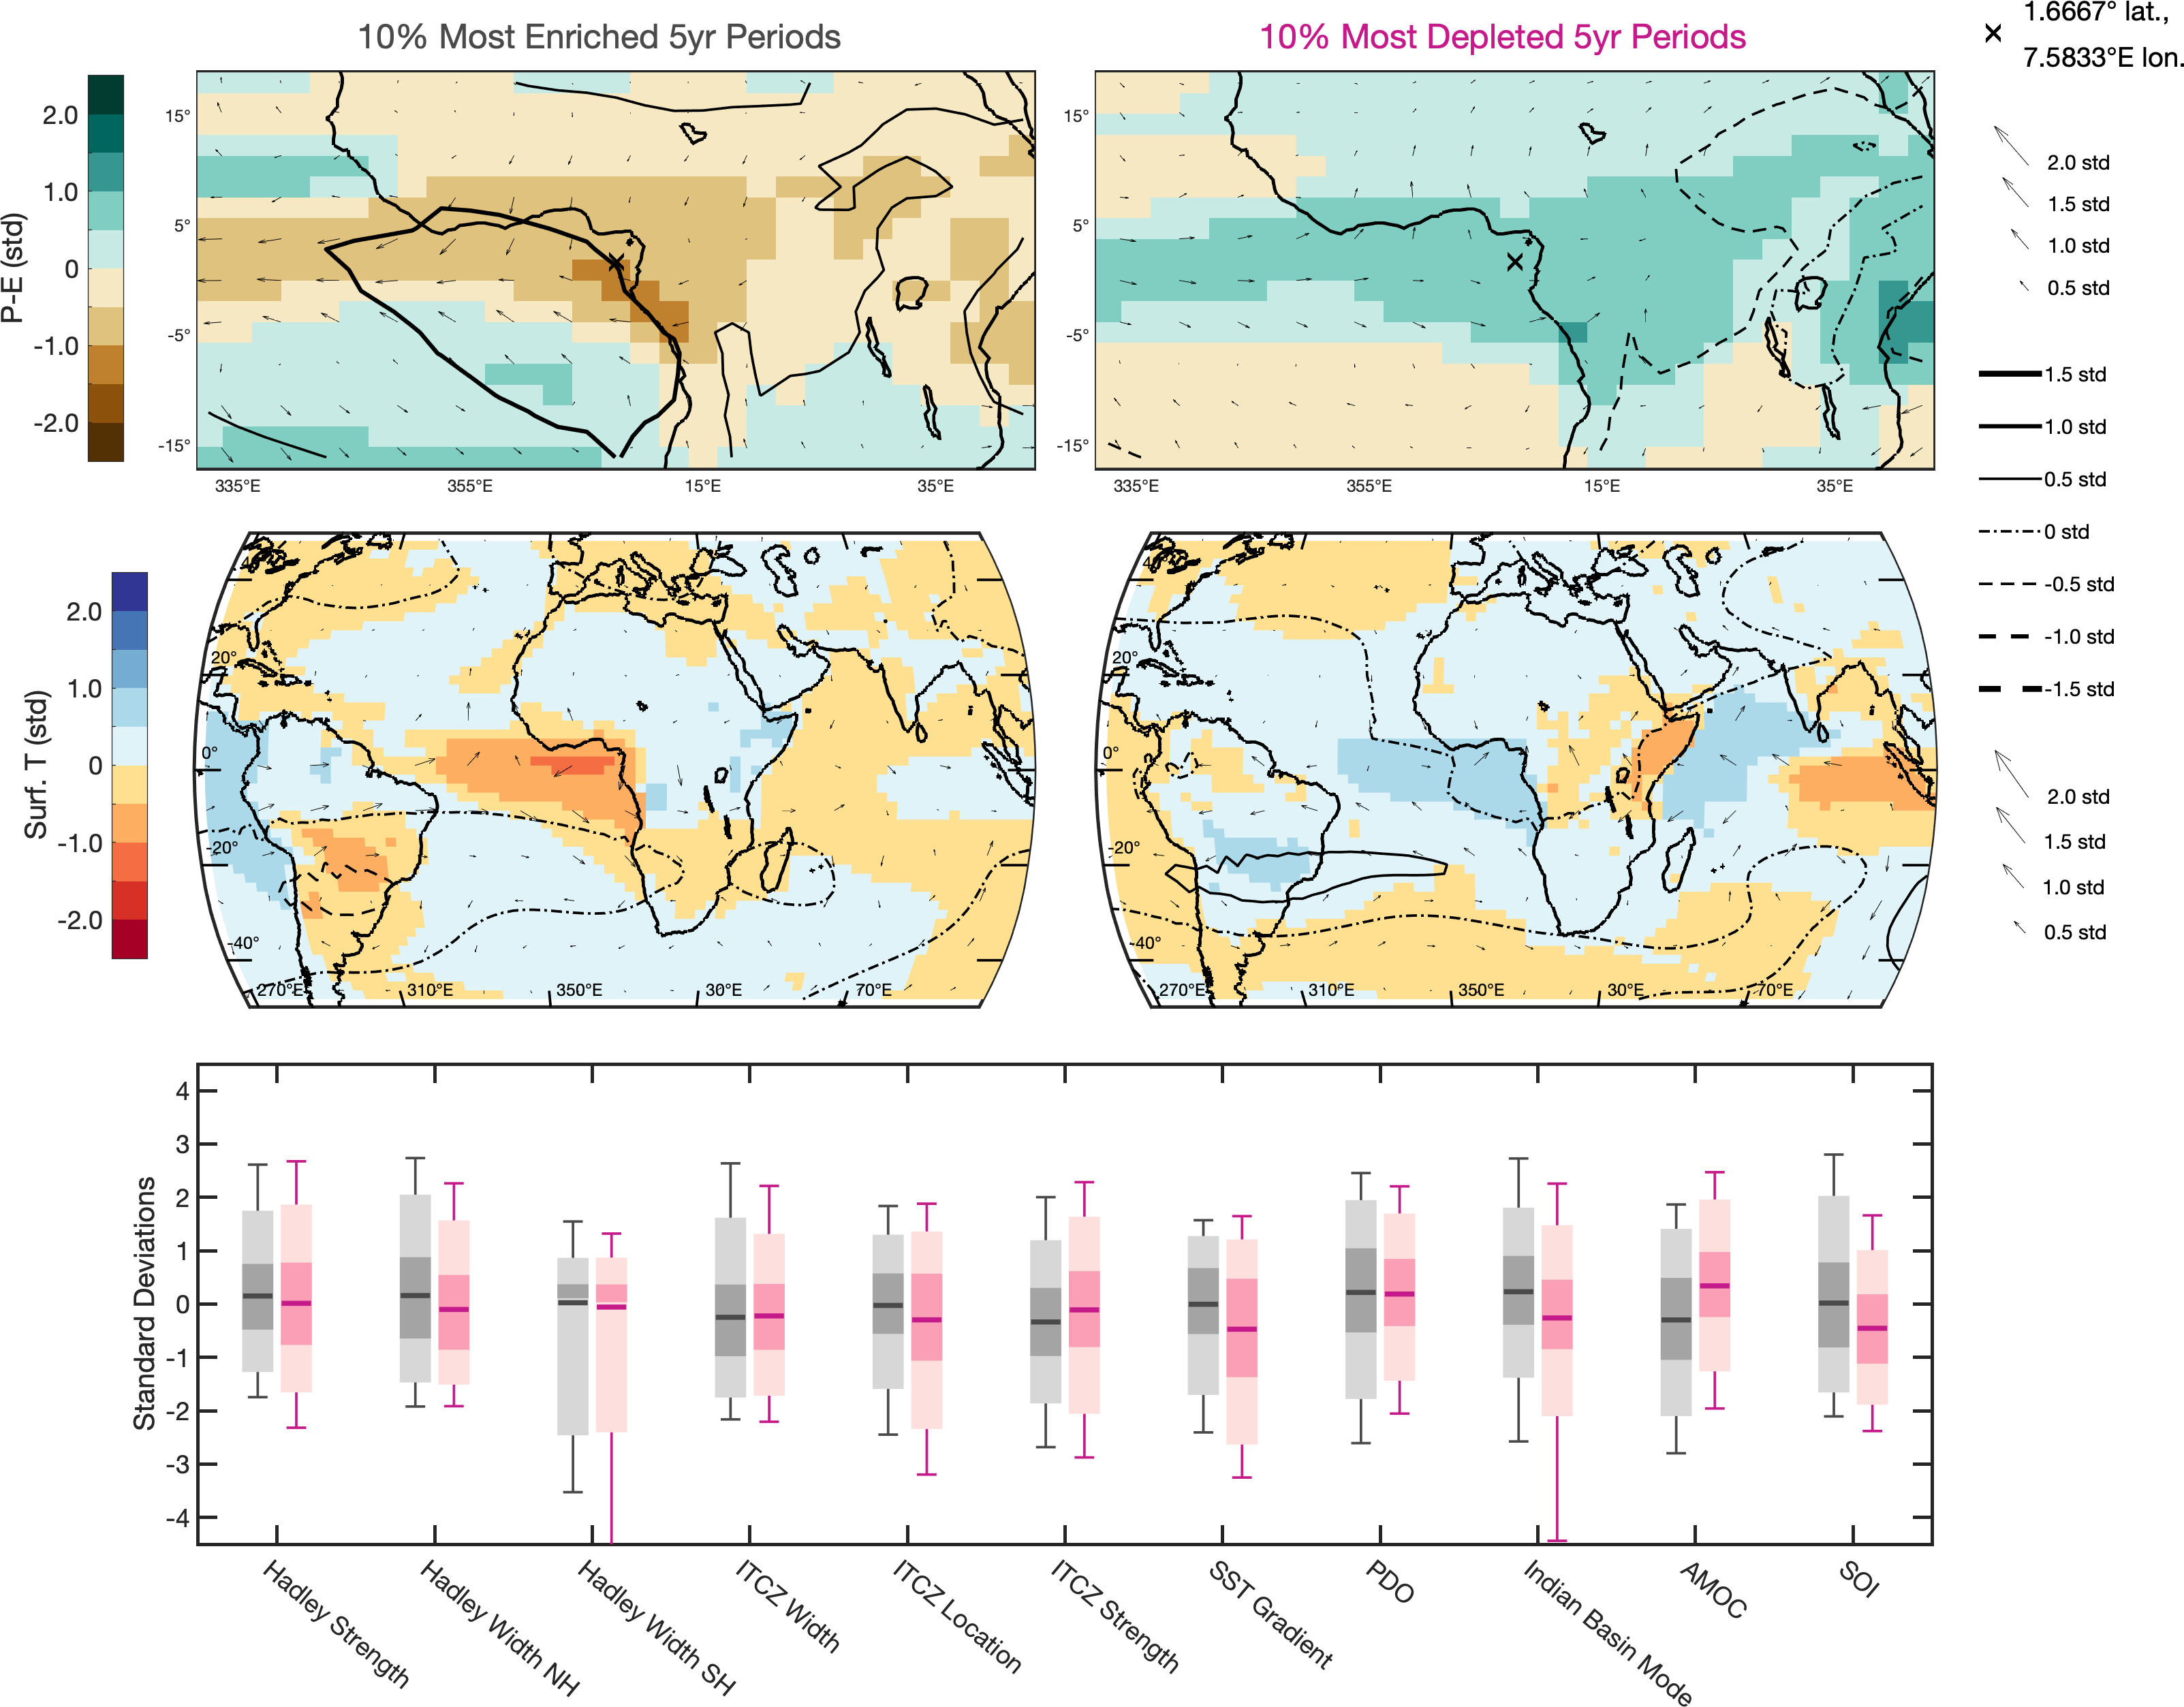 10% Most Enriched 5yr Periods
10% Most Depleted 5yr Periods
1.6667° lat.,
7.5833°E lon.
P-E (std)
2.0
1.0
0
-1.0
-2.0
15°
5°
-5°
-15°
335°E
355°E
15°E
35°E
15°
5°
-5°
-15°
335°E
355°E
15°E
35°E
2.0 std
1.5 std
1.0 std
0.5 std
1.5 std
1.0 std
0.5 std
0 std
-0.5 std
-1.0 std
-1.5 std
Surf. T (std)
2.0
1.0
0
-1.0
-2.0
40°
20°
0°
-20°
-40°
270°E
310°E
350°E
30°E
70°E
40°
20°
0°
-20°
-40°
270°E
310°E
350°E
30°E
70°E
2.0 std
1.5 std
1.0 std
0.5 std
Standard Deviations
4
3
2
1
0
-1
-2
-3
-4
Hadley Strength
Hadley Width NH
Hadley Width SH
ITCZ Width
ITCZ Location
ITCZ Strength
SST Gradient
PDO
Indian Basin Mode
AMOC
SOI